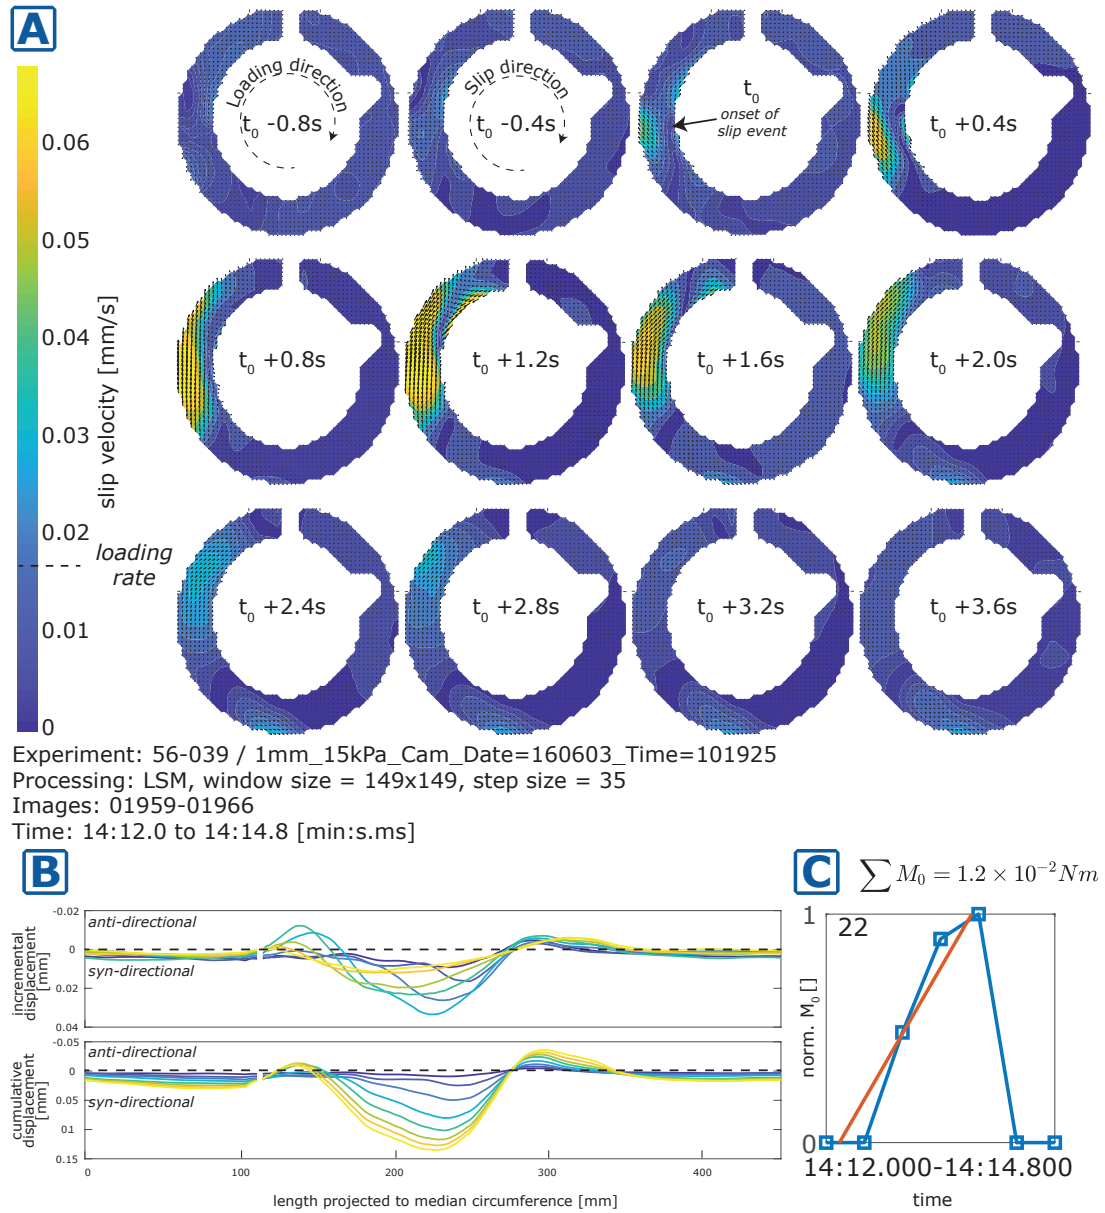 A
Loading direction
t0 -0.8s
Slip direction
t0 -0.4s
t0
onset of
slip event
t0 +0.4s
0.06
0.05
0.04
0.03
0.02
0.01
0
slip velocity [mm/s]
loading
rate
t0 +0.8s
t0 +1.2s
t0 +1.6s
t0 +2.0s
t0 +2.4s
t0 +2.8s
t0 +3.2s
t0 +3.6s
Experiment: 56-039 / 1mm_15kPa_Cam_Date=160603_Time=101925
Processing: LSM, window size = 149x149, step size = 35
Images: 01959-01966
Time: 14:12.0 to 14:14.8 [min:s.ms]
B
incremental
displacement
[mm]
-0.02
0
0.02
0.04
anti-directional
syn-directional
cumulative
displacement
[mm]
-0.05
0
0.05
0.1
0.15
anti-directional
syn-directional
0
100
200
300
400
length projected to median circumference [mm]
C
∑ M0 = 1.2 × 10−2 Nm
22
1
0
norm. M0 []
14:12.000-14:14.800
time